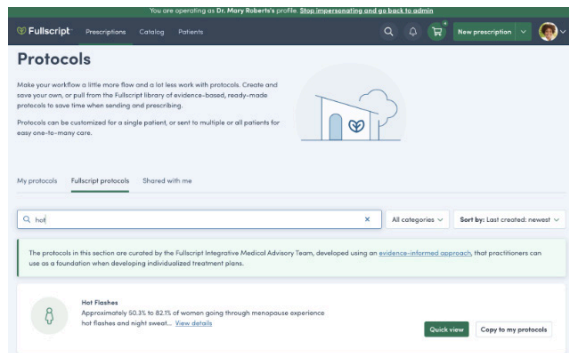 You are operating as Dr. Mary Roberts's profile Stop impersonating and go back to admin
Fullscript Prescriptions Catalog Patients New prescription
Protocols
Make your workflow a little more flow and a lot less work with protocols. Create and
save your own, or pull from the Fullscript library of evidence-based, ready-made
protocols to save time when sending and prescribing.
Protocols can be customized for a single patient, or sent to multiple or all patients for
easy one-to-many care.
My protocols Fullscript protocols Shared with me
hot All categories Sort by: Last created: newest
The protocols in this section are curated by the Fullscript Integrative Medical Advisory Team, developed using an evidence-informed approach, that practitioners can
use as a foundation when developing individualized treatment plans.
Hot Flashes
Approximately 50.3% to 82.1% of women going through menopause experience
hot flashes and night sweat... View details
Quick view Copy to my protocols